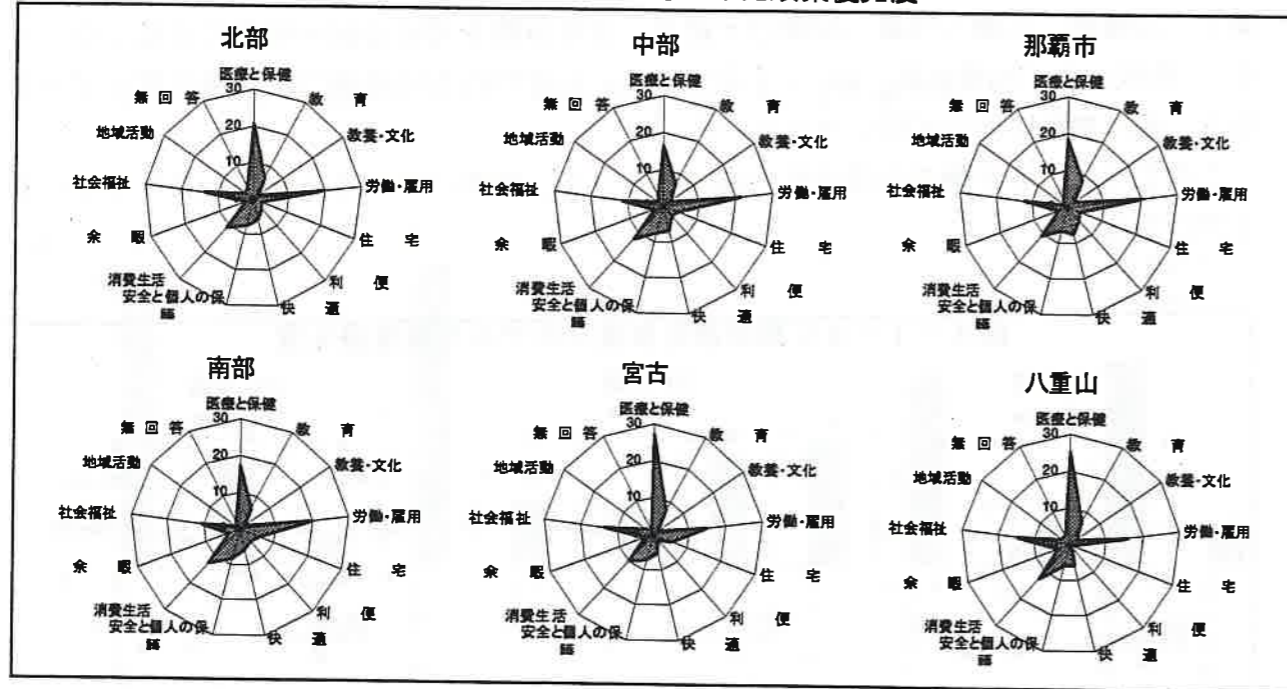 北部
医療と保健
教 育
教養・文化
労働・雇用
住 宅
利 便
快 適
安全と個人の保
護
消費生活
余 暇
社会福祉
地域活動
無 回 答
30
20
10
中部
医療と保健
教 育
教養・文化
労働・雇用
住 宅
利 便
快 適
安全と個人の保
護
消費生活
余 暇
社会福祉
地域活動
無 回 答
30
20
10
那覇市
医療と保健
教 育
教養・文化
労働・雇用
住 宅
利 便
快 適
安全と個人の保
護
消費生活
余 暇
社会福祉
地域活動
無 回 答
30
20
10
南部
医療と保健
教 育
教養・文化
労働・雇用
住 宅
利 便
快 適
安全と個人の保
護
消費生活
余 暇
社会福祉
地域活動
無 回 答
30
20
10
宮古
医療と保健
教 育
教養・文化
労働・雇用
住 宅
利 便
快 適
安全と個人の保
護
消費生活
余 暇
社会福祉
地域活動
無 回 答
30
20
10
八重山
医療と保健
教 育
教養・文化
労働・雇用
住 宅
利 便
快 適
安全と個人の保
護
消費生活
余 暇
社会福祉
地域活動
無 回 答
30
20
10